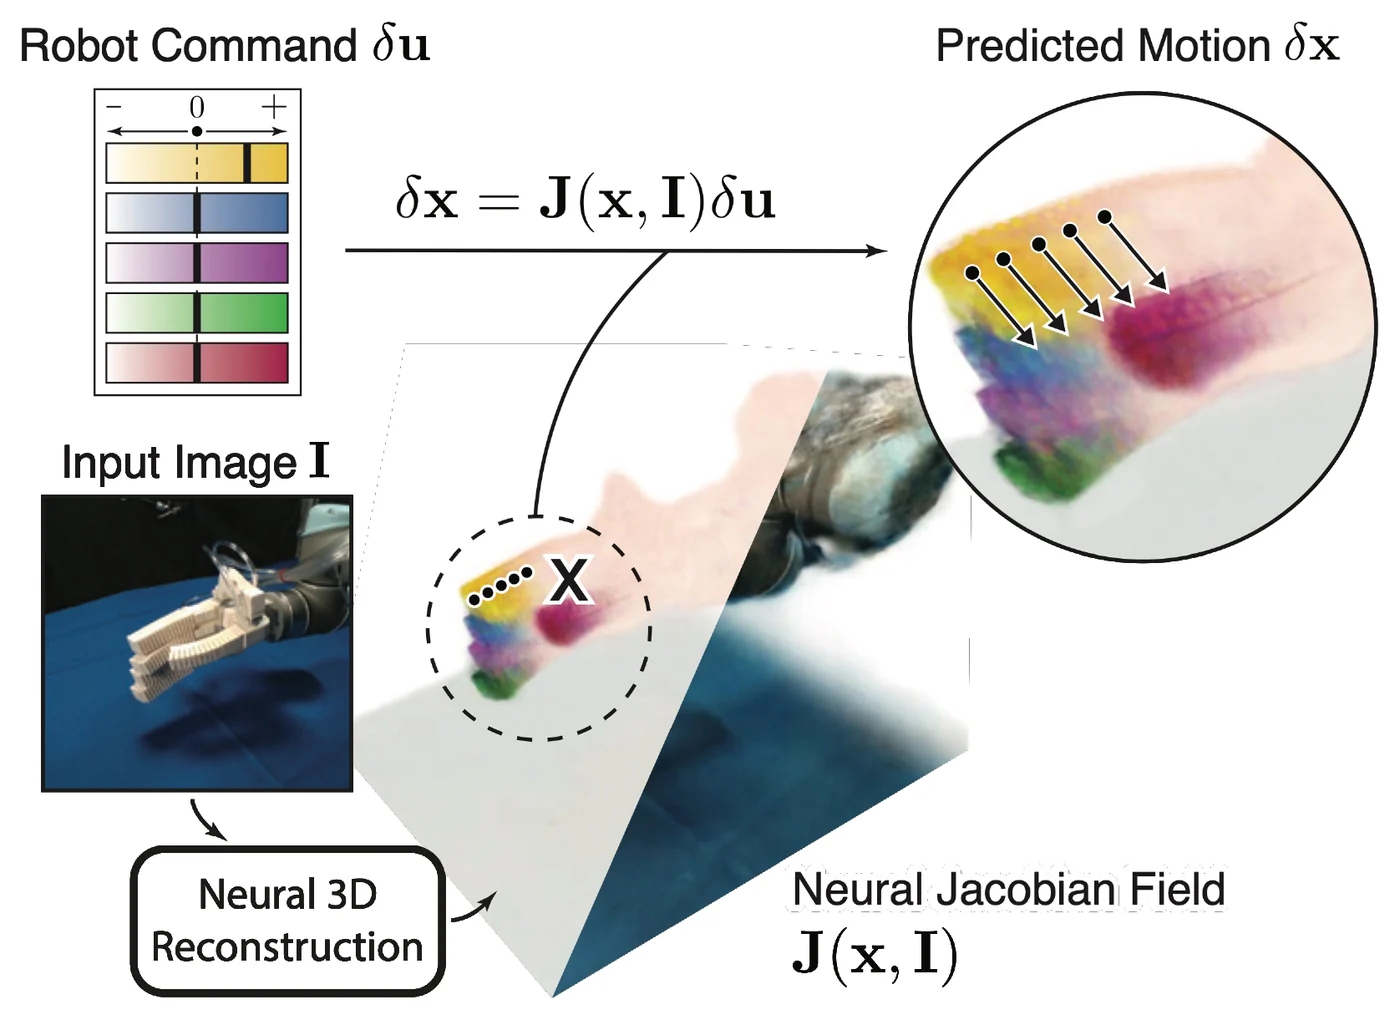 Robot Command δu
Predicted Motion δx
− 0 +
δx = J(x, I)δu
Input Image I
X
Neural 3D
Reconstruction
Neural Jacobian Field
J(x, I)